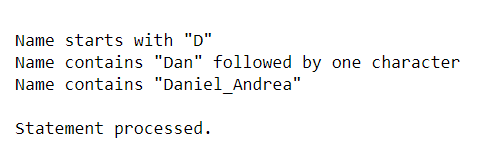 Name starts with "D"
Name contains "Dan" followed by one character
Name contains "Daniel_Andrea"
Statement processed.